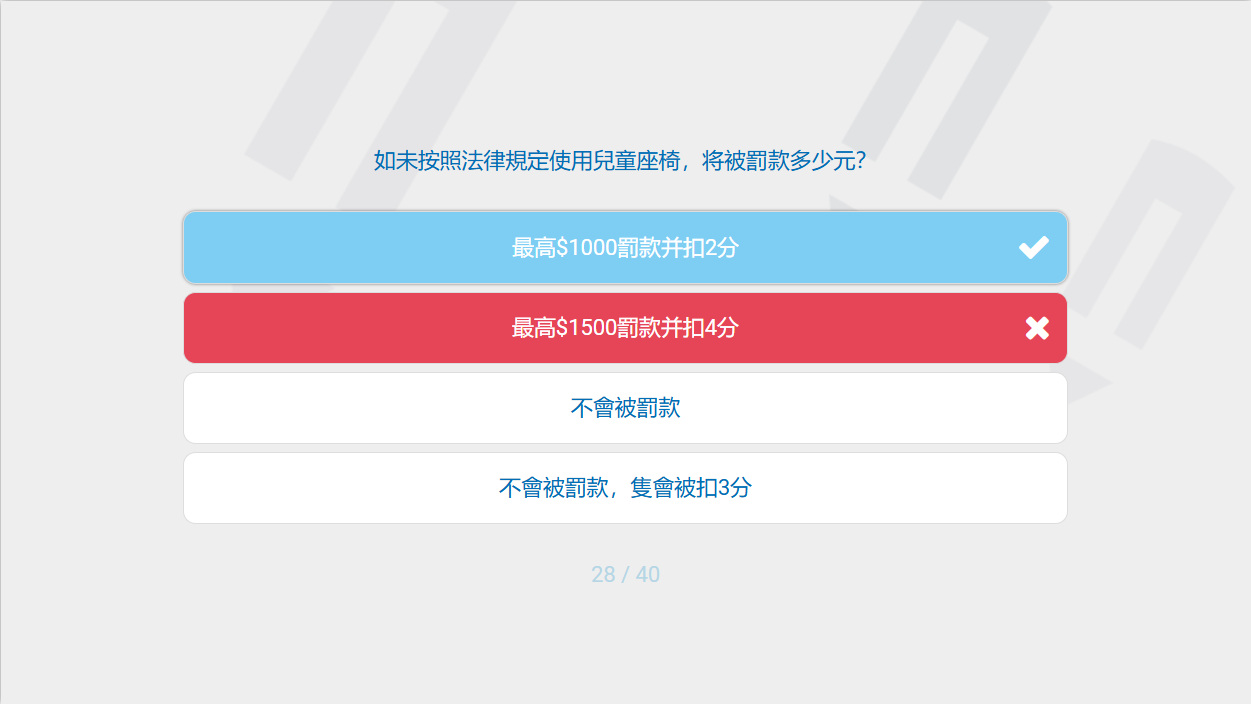 如未按照法律規定使用兒童座椅，将被罰款多少元?
最高$1000罰款并扣2分
最高$1500罰款并扣4分
不會被罰款
不會被罰款，隻會被扣3分
28 / 40